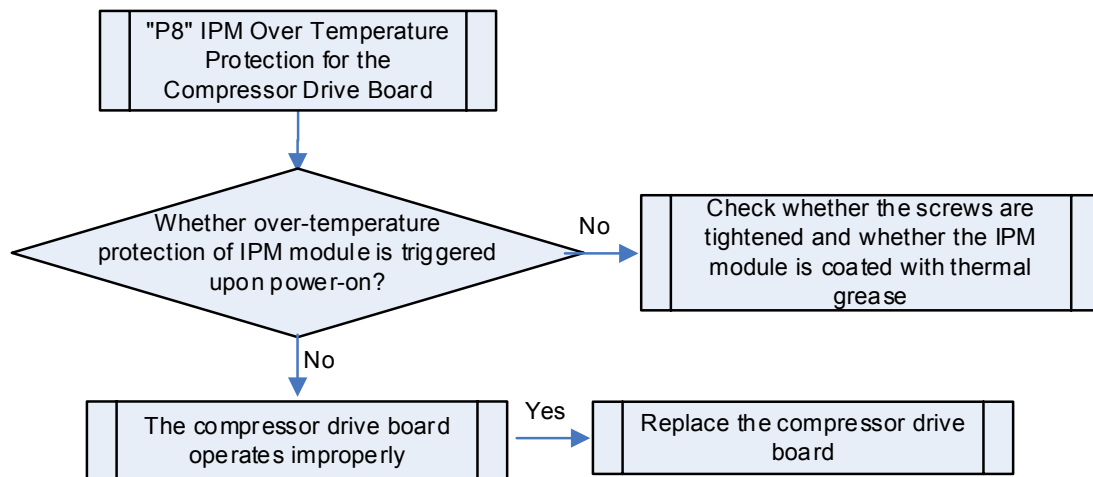 "P8" IPM Over Temperature
Protection for the
Compressor Drive Board
Whether over-temperature
protection of IPM module is triggered
upon power-on?
No
Check whether the screws are
tightened and whether the IPM
module is coated with thermal
grease
No
The compressor drive board
operates improperly
Yes
Replace the compressor drive
board